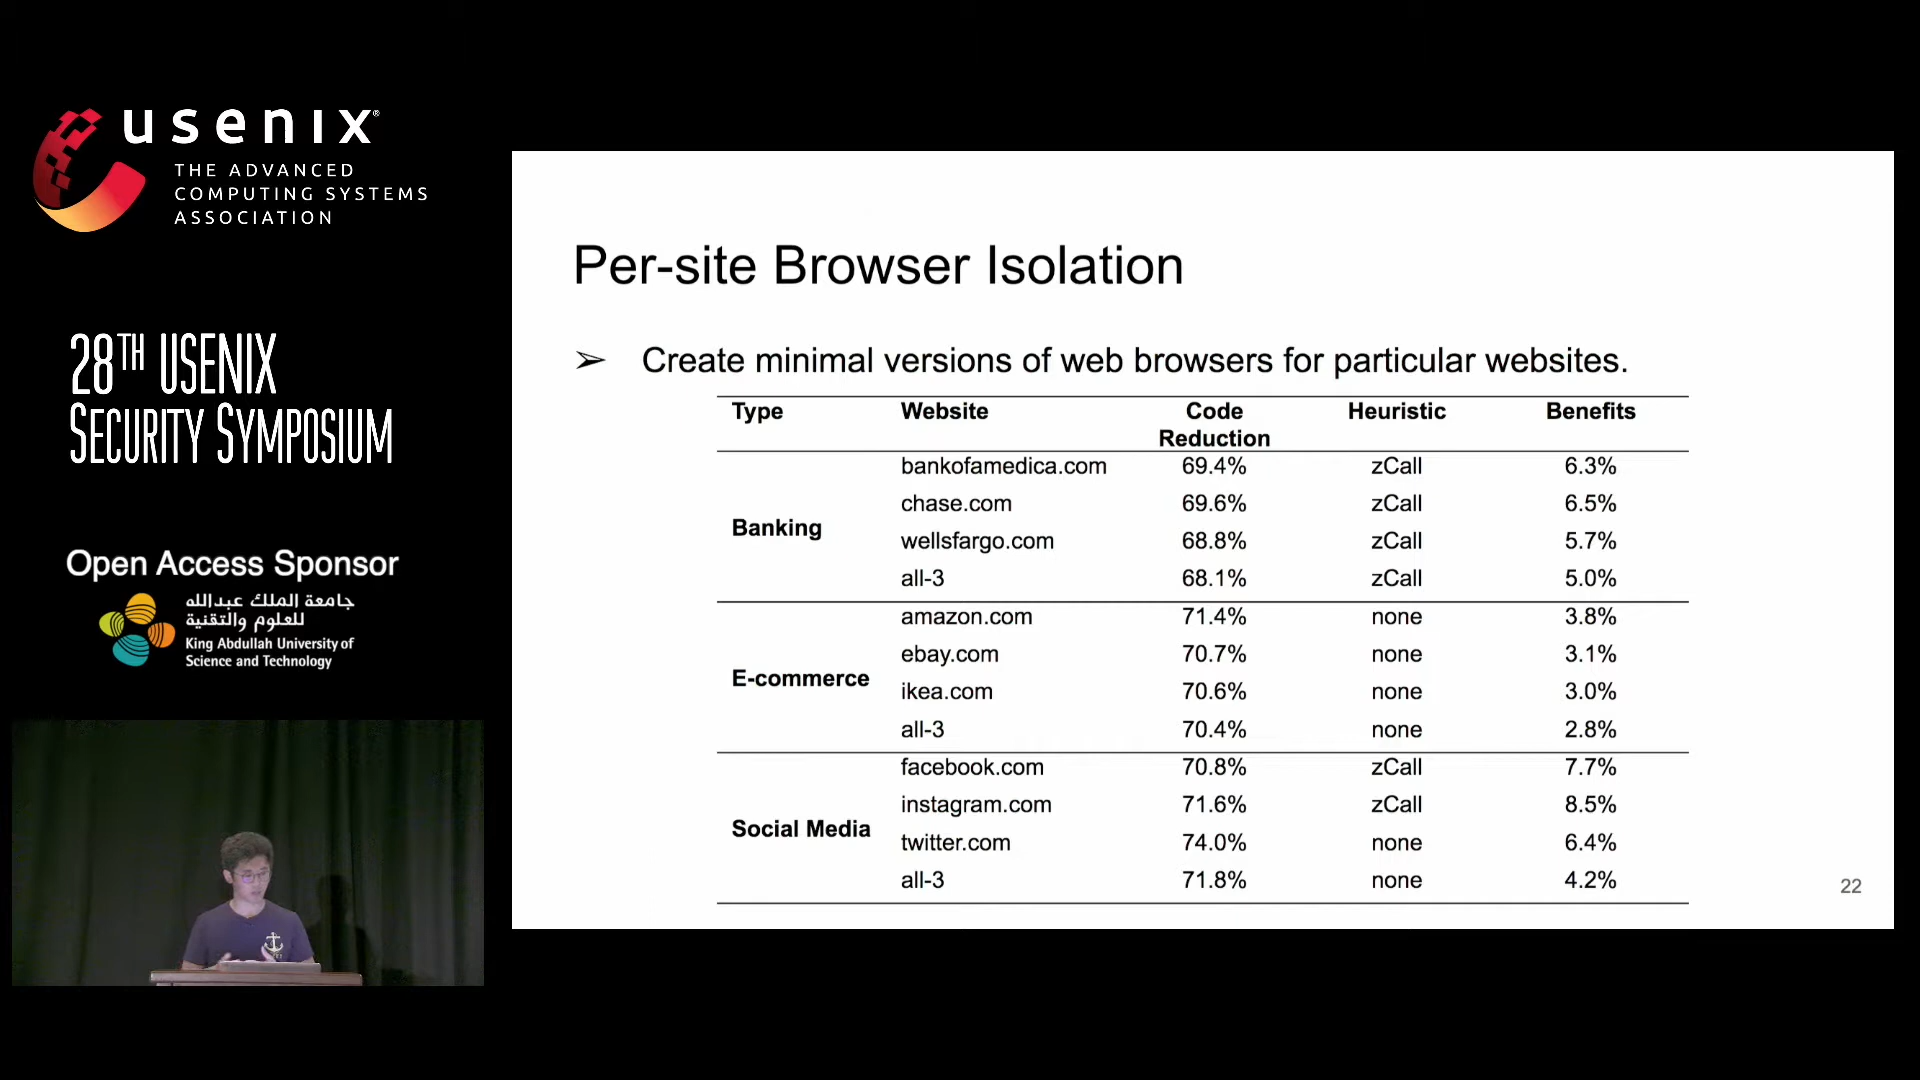 usenix®
THE ADVANCED
COMPUTING SYSTEMS
ASSOCIATION
28TH USENIX
SECURITY SYMPOSIUM
Open Access Sponsor
جامعة الملك عبدالله
للعلوم والتقنية
King Abdullah University of
Science and Technology
Per-site Browser Isolation
➢ Create minimal versions of web browsers for particular websites.
Type Website Code Reduction Heuristic Benefits
Banking
bankofamedica.com 69.4% zCall 6.3%
chase.com 69.6% zCall 6.5%
wellsfargo.com 68.8% zCall 5.7%
all-3 68.1% zCall 5.0%
E-commerce
amazon.com 71.4% none 3.8%
ebay.com 70.7% none 3.1%
ikea.com 70.6% none 3.0%
all-3 70.4% none 2.8%
Social Media
facebook.com 70.8% zCall 7.7%
instagram.com 71.6% zCall 8.5%
twitter.com 74.0% none 6.4%
all-3 71.8% none 4.2%
22